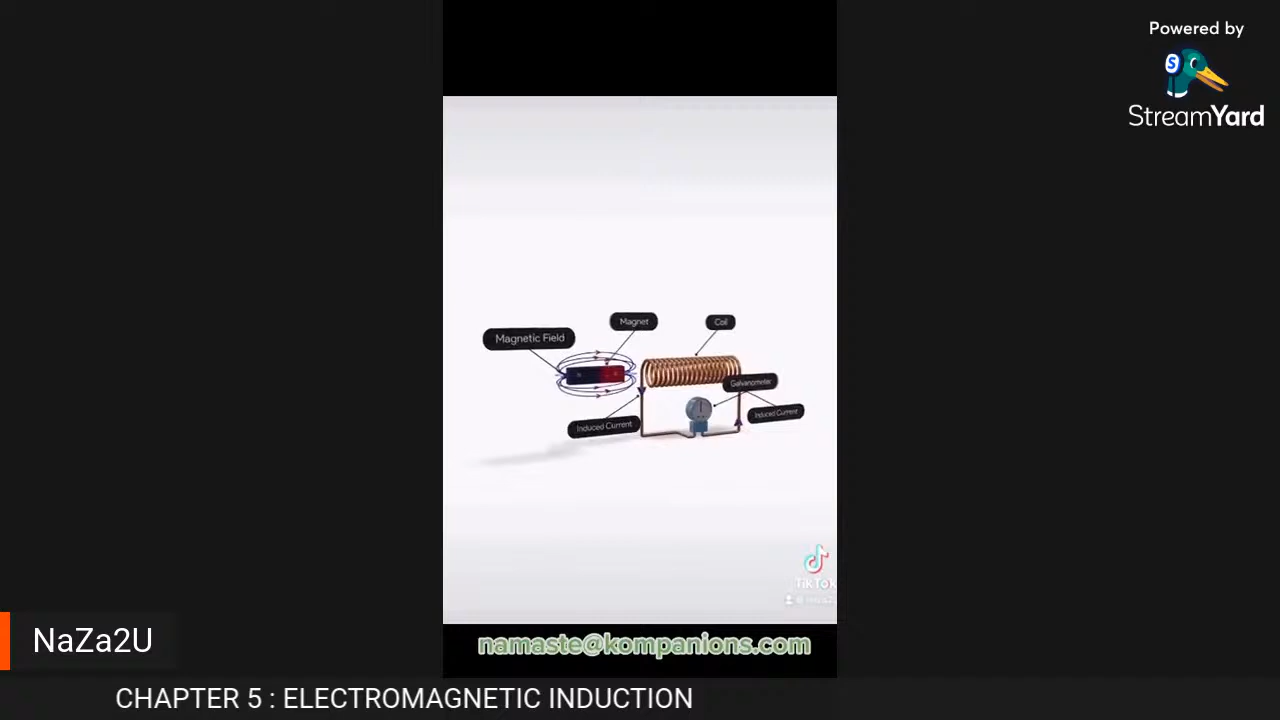 Powered by
StreamYard
Magnet
Coil
Magnetic Field
Galvanometer
Induced Current
Induced Current
TikTok
namaste@kompanions.com
NaZa2U
CHAPTER 5 : ELECTROMAGNETIC INDUCTION